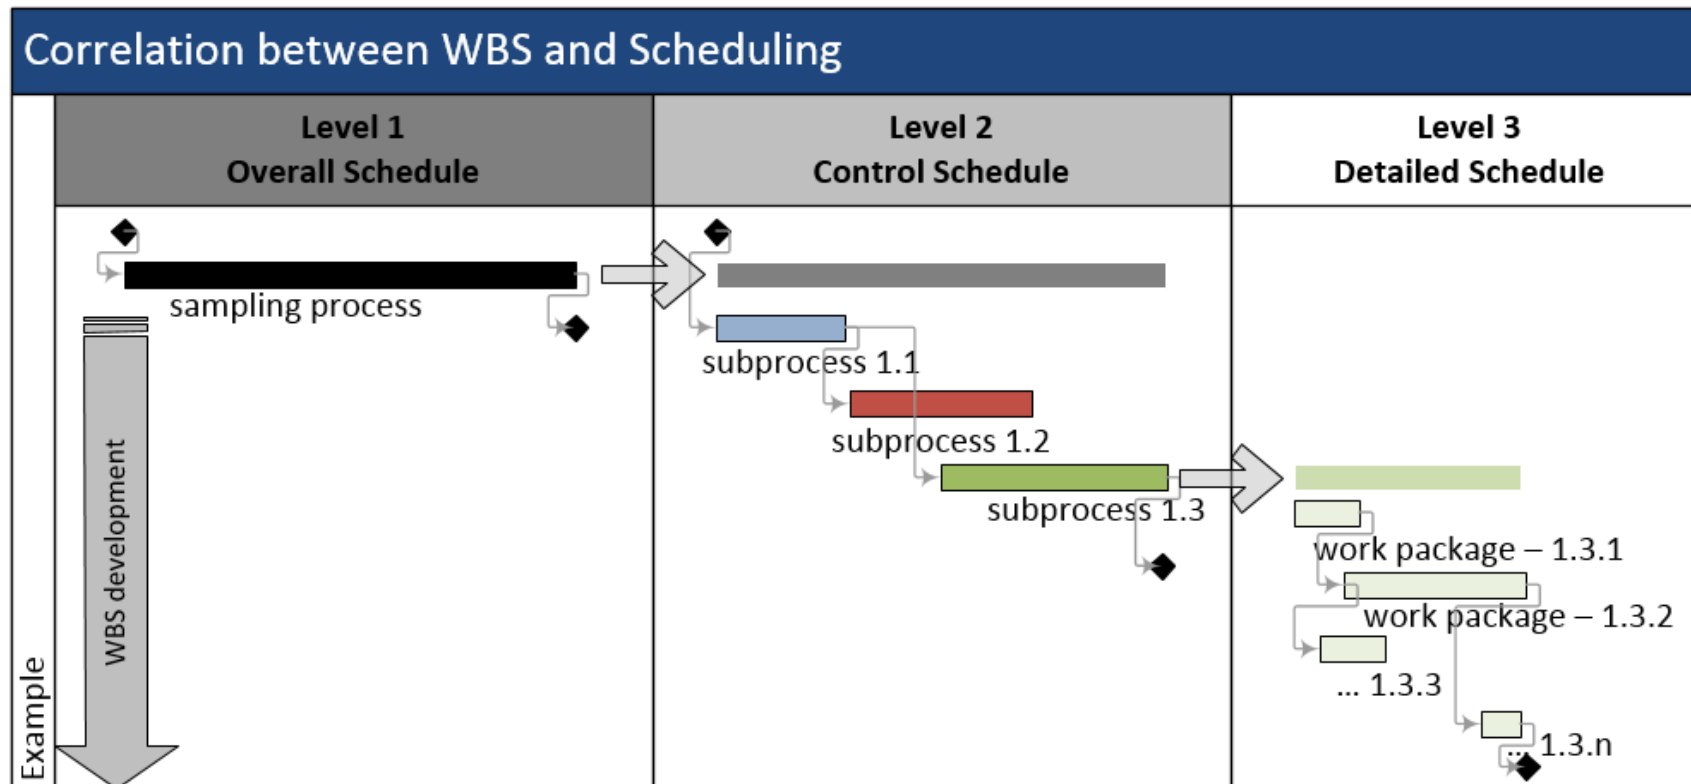 Correlation between WBS and Scheduling
Level 1
Overall Schedule
Level 2
Control Schedule
Level 3
Detailed Schedule
sampling process
subprocess 1.1
subprocess 1.2
subprocess 1.3
work package – 1.3.1
work package – 1.3.2
... 1.3.3
... 1.3.n
WBS development
Example